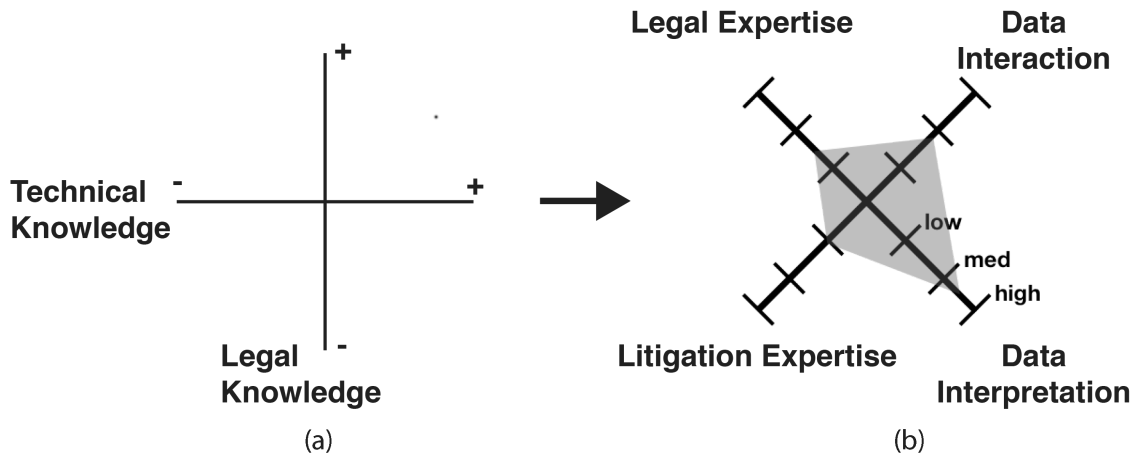 +
-
+
Technical
Knowledge
-
Legal
Knowledge
(a)
Legal Expertise
Data
Interaction
low
med
high
Litigation Expertise
Data
Interpretation
(b)